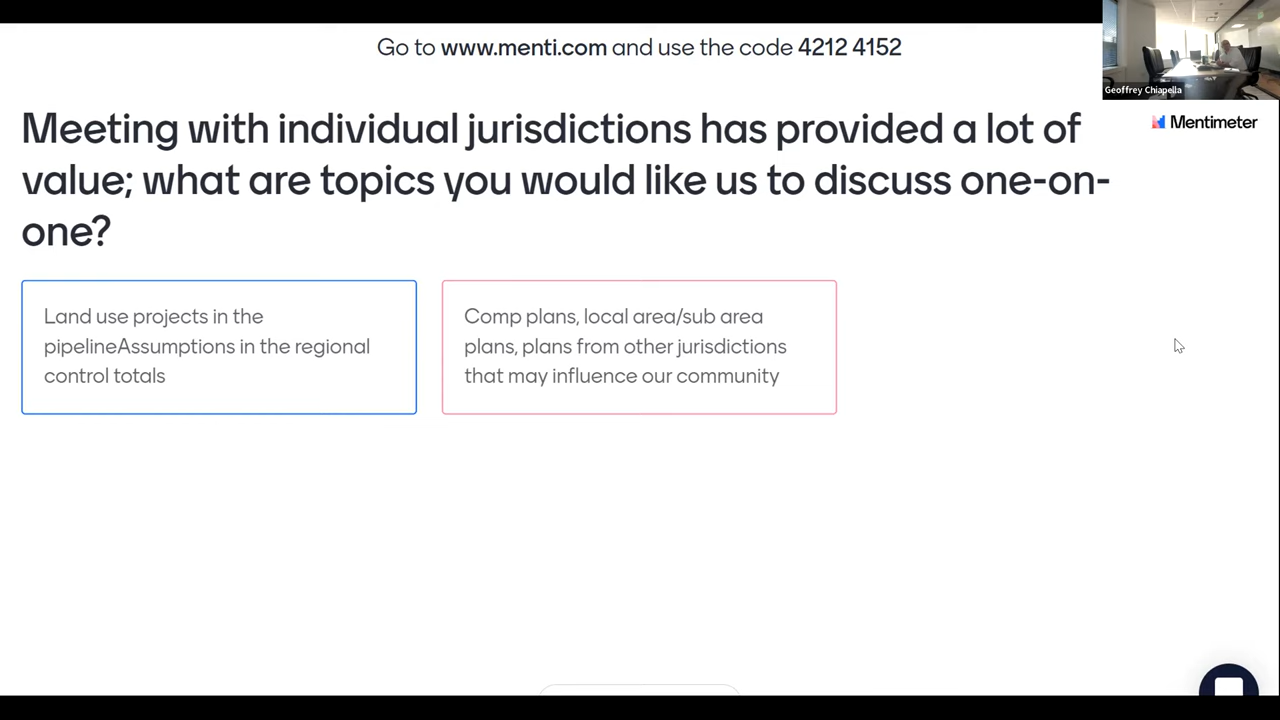 Go to www.menti.com and use the code 4212 4152
Geoffrey Chiapella
Mentimeter
Meeting with individual jurisdictions has provided a lot of
value; what are topics you would like us to discuss one-on-
one?
Land use projects in the
pipelineAssumptions in the regional
control totals
Comp plans, local area/sub area
plans, plans from other jurisdictions
that may influence our community